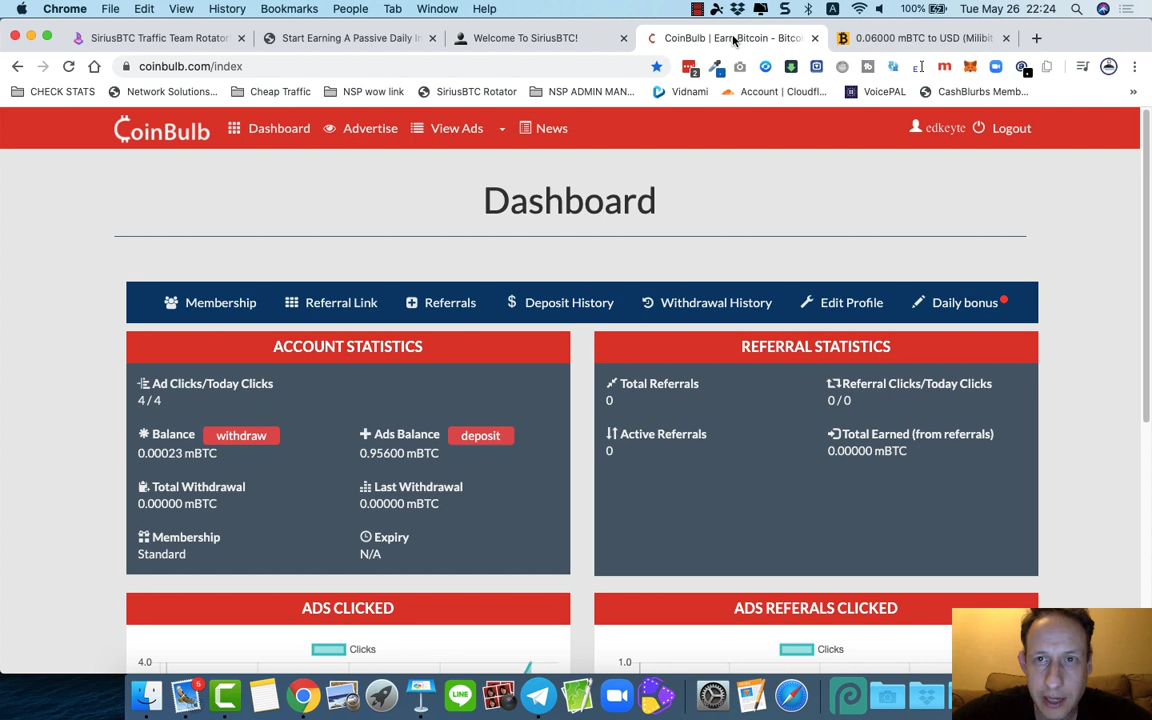 Chrome File Edit View History Bookmarks People Tab Window Help 100% Tue May 26 22:24
SiriusBTC Traffic Team Rotator Start Earning A Passive Daily In Welcome To SiriusBTC! CoinBulb | Earn Bitcoin - Bitcoi 0.06000 mBTC to USD (Milibit
coinbulb.com/index
CHECK STATS Network Solutions... Cheap Traffic NSP wow link SiriusBTC Rotator NSP ADMIN MAN... Vidnami Account | Cloudfl... VoicePAL CashBlurbs Memb... »
CoinBulb Dashboard Advertise View Ads News edkeyte Logout
Dashboard
Membership Referral Link Referrals Deposit History Withdrawal History Edit Profile Daily bonus
ACCOUNT STATISTICS REFERRAL STATISTICS
Ad Clicks/Today Clicks Total Referrals Referral Clicks/Today Clicks
4 / 4 0 0 / 0
Balance withdraw Ads Balance deposit Active Referrals Total Earned (from referrals)
0.00023 mBTC 0.95600 mBTC 0 0.00000 mBTC
Total Withdrawal Last Withdrawal
0.00000 mBTC 0.00000 mBTC
Membership Expiry
Standard N/A
ADS CLICKED ADS REFERRALS CLICKED
Clicks Clicks
4.0 1.0